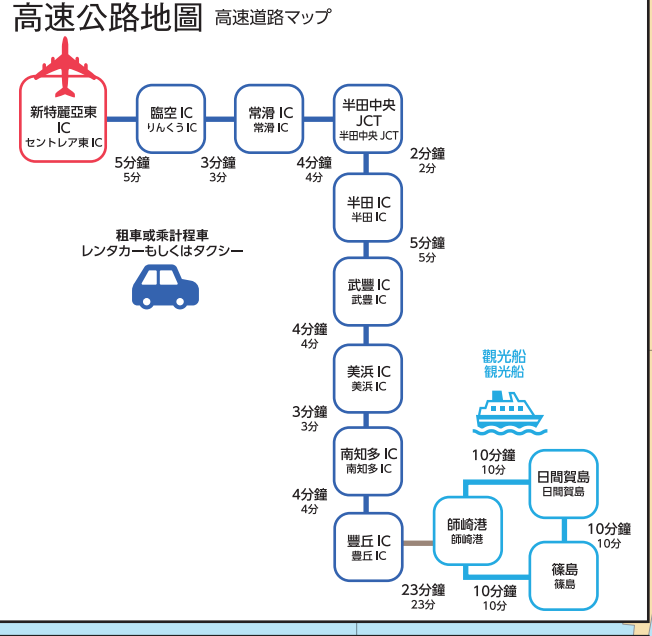 高速公路地圖 高速道路マップ
新特麗亞東
IC
セントレア東 IC
臨空 IC
りんくう IC
常滑 IC
常滑 IC
半田中央
JCT
半田中央 JCT
5分鐘
5分
3分鐘
3分
4分鐘
4分
2分鐘
2分
半田 IC
半田 IC
5分鐘
5分
租車或乘計程車
レンタカーもしくはタクシー
武豐 IC
武豊 IC
4分鐘
4分
美浜 IC
美浜 IC
3分鐘
3分
南知多 IC
南知多 IC
4分鐘
4分
豐丘 IC
豊丘 IC
23分鐘
23分
觀光船
観光船
師崎港
師崎港
10分鐘
10分
日間賀島
日間賀島
10分鐘
10分
篠島
篠島
10分鐘
10分